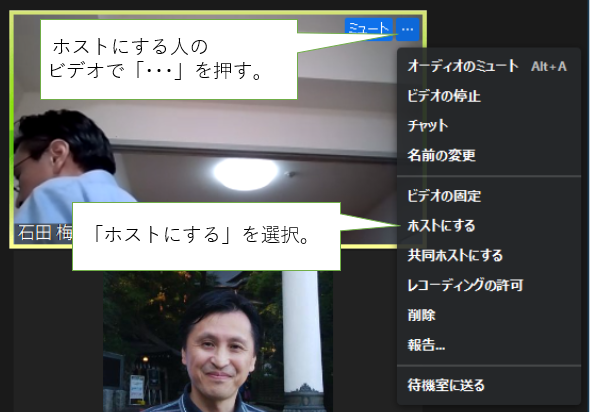 ミュート ...
ホストにする人の
ビデオで「･･･」を押す。
オーディオのミュート Alt+A
ビデオの停止
チャット
名前の変更
ビデオの固定
ホストにする
共同ホストにする
レコーディングの許可
削除
報告...
待機室に送る
石田 梅
「ホストにする」を選択。